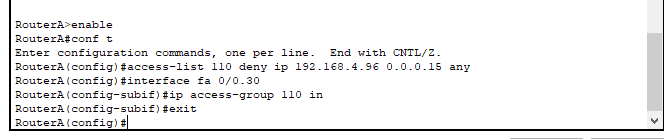 RouterA>enable
RouterA#conf t
Enter configuration commands, one per line.  End with CNTL/Z.
RouterA(config)#access-list 110 deny ip 192.168.4.96 0.0.0.15 any
RouterA(config)#interface fa 0/0.30
RouterA(config-subif)#ip access-group 110 in
RouterA(config-subif)#exit
RouterA(config)#